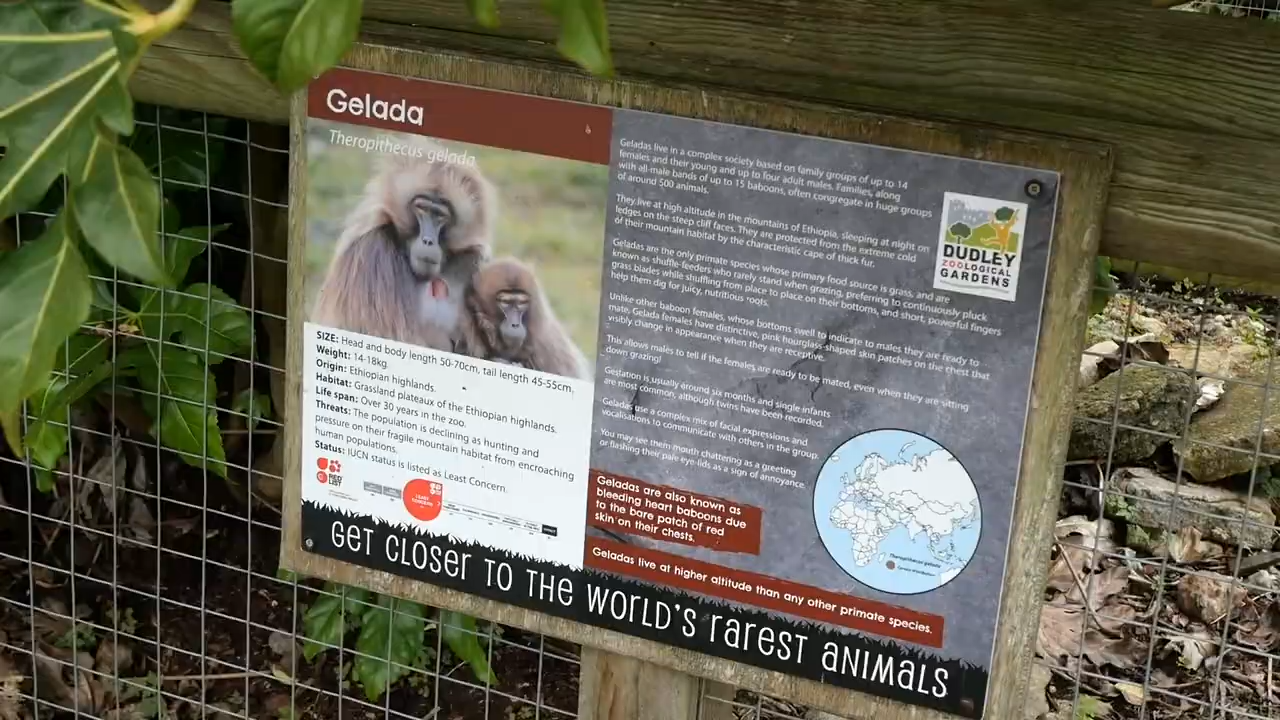 Gelada
Theropithecus gelada
SIZE: Head and body length 50-70cm, tail length 45-55cm.
Weight: 14-18kg.
Origin: Ethiopian highlands.
Habitat: Grassland plateaux of the Ethiopian highlands.
Life span: Over 30 years in the zoo.
Threats: The population is declining as hunting and
pressure on their fragile mountain habitat from encroaching
human populations.
Status: IUCN status is listed as Least Concern.
LEAST
CONCERN
Geladas live in a complex society based on family groups of up to 14
females and their young and up to four adult males. Families, along
with all-male bands of up to 15 baboons, often congregate in huge groups
of around 500 animals.
They live at high altitude in the mountains of Ethiopia, sleeping at night on
ledges on the steep cliff faces. They are protected from the extreme cold
of their mountain habitat by the characteristic cape of thick fur.
Geladas are the only primate species whose primary food source is grass, and are
known as shuffle-feeders who rarely stand when grazing, preferring to continuously pluck
grass blades while shuffling from place to place on their bottoms, and short, powerful fingers
help them dig for juicy, nutritious roots.
Unlike other baboon females, whose bottoms swell to indicate to males they are ready to
mate, Gelada females have distinctive, pink hourglass-shaped skin patches on the chest that
visibly change in appearance when they are receptive.
This allows males to tell if the females are ready to be mated, even when they are sitting
down grazing!
Gestation is usually around six months and single infants
are most common, although twins have been recorded.
Geladas use a complex mix of facial expressions and
vocalisations to communicate with others in the group.
You may see them mouth chattering as a greeting
or flashing their pale eye-lids as a sign of annoyance.
DUDLEY
ZOOLOGICAL
GARDENS
Geladas are also known as
bleeding heart baboons due
to the bare patch of red
skin on their chests.
Theropithecus gelada
Geladas live at higher altitude than any other primate species.
GET CLOSER TO THE WORLD'S RAREST ANIMALS